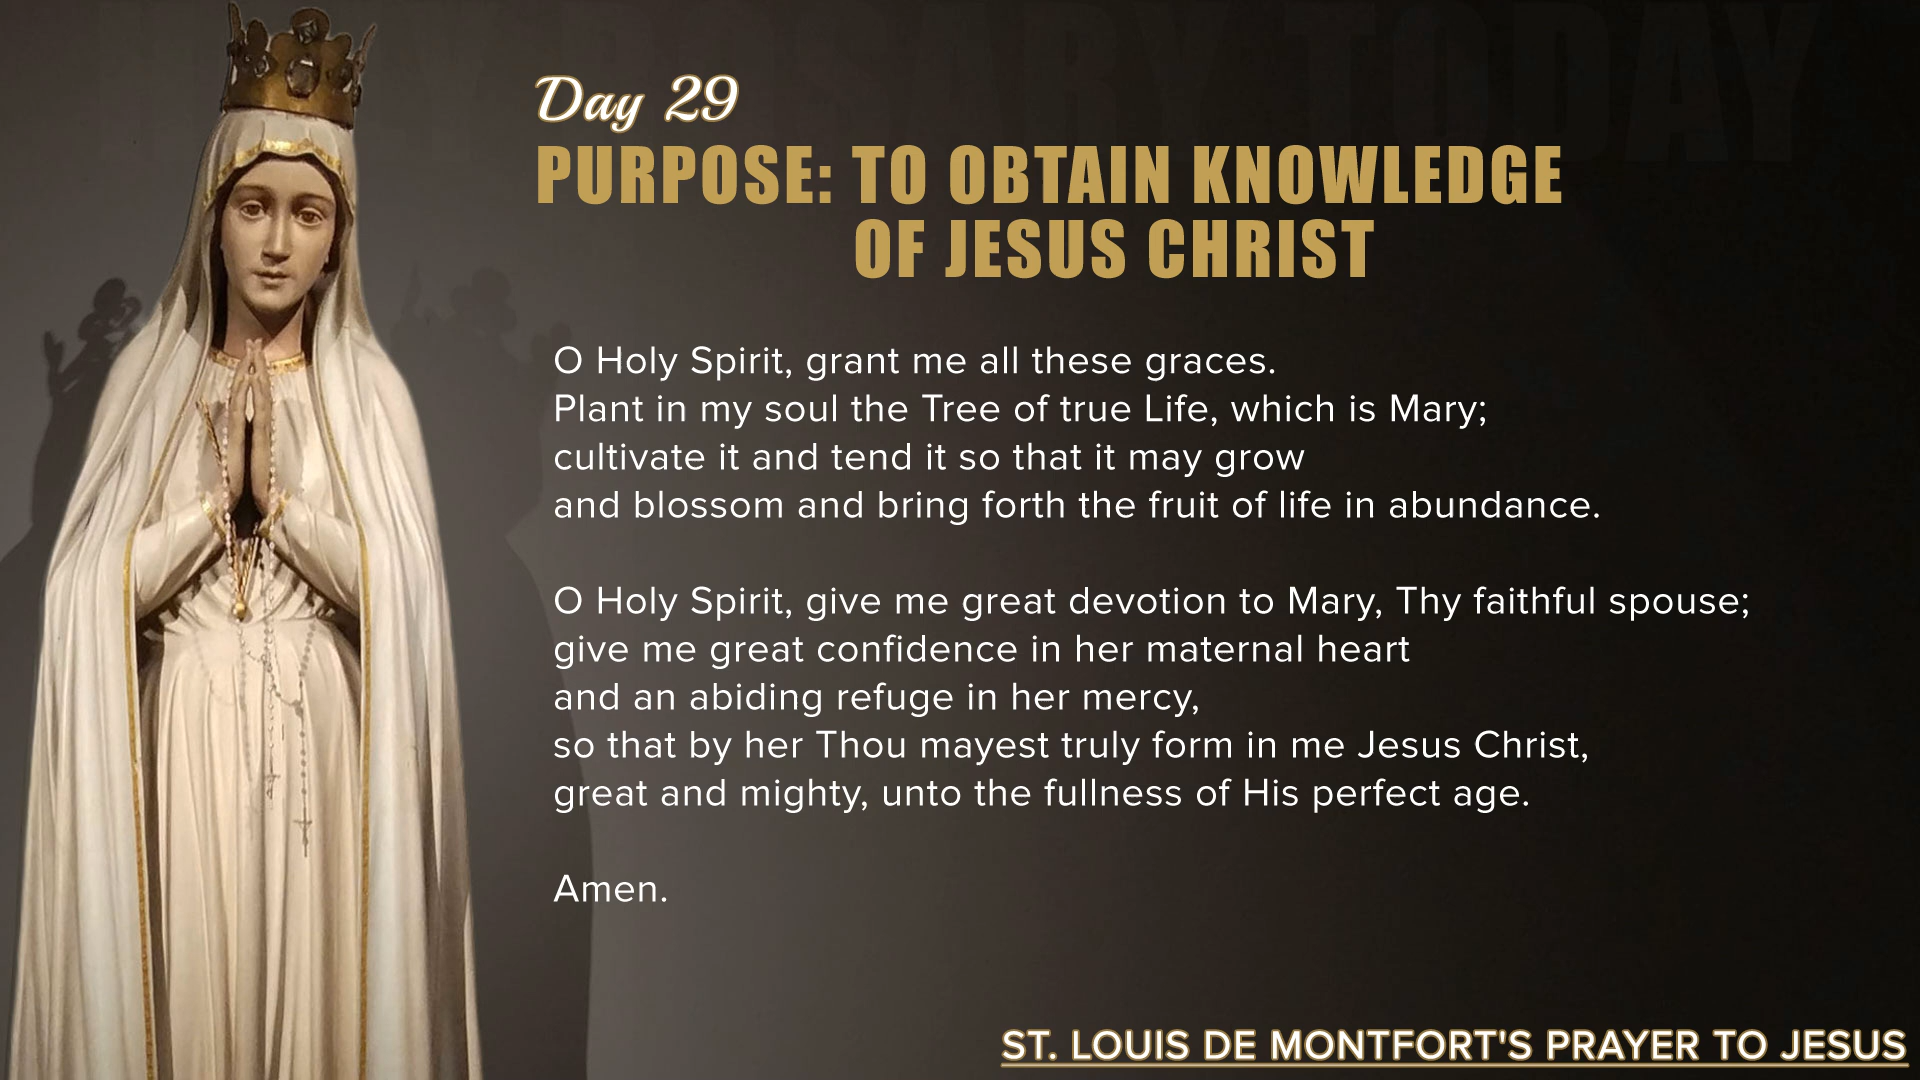 HOLY ROSARY TODAY
Day 29
PURPOSE: TO OBTAIN KNOWLEDGE
OF JESUS CHRIST
O Holy Spirit, grant me all these graces.
Plant in my soul the Tree of true Life, which is Mary;
cultivate it and tend it so that it may grow
and blossom and bring forth the fruit of life in abundance.
O Holy Spirit, give me great devotion to Mary, Thy faithful spouse;
give me great confidence in her maternal heart
and an abiding refuge in her mercy,
so that by her Thou mayest truly form in me Jesus Christ,
great and mighty, unto the fullness of His perfect age.
Amen.
ST. LOUIS DE MONTFORT'S PRAYER TO JESUS